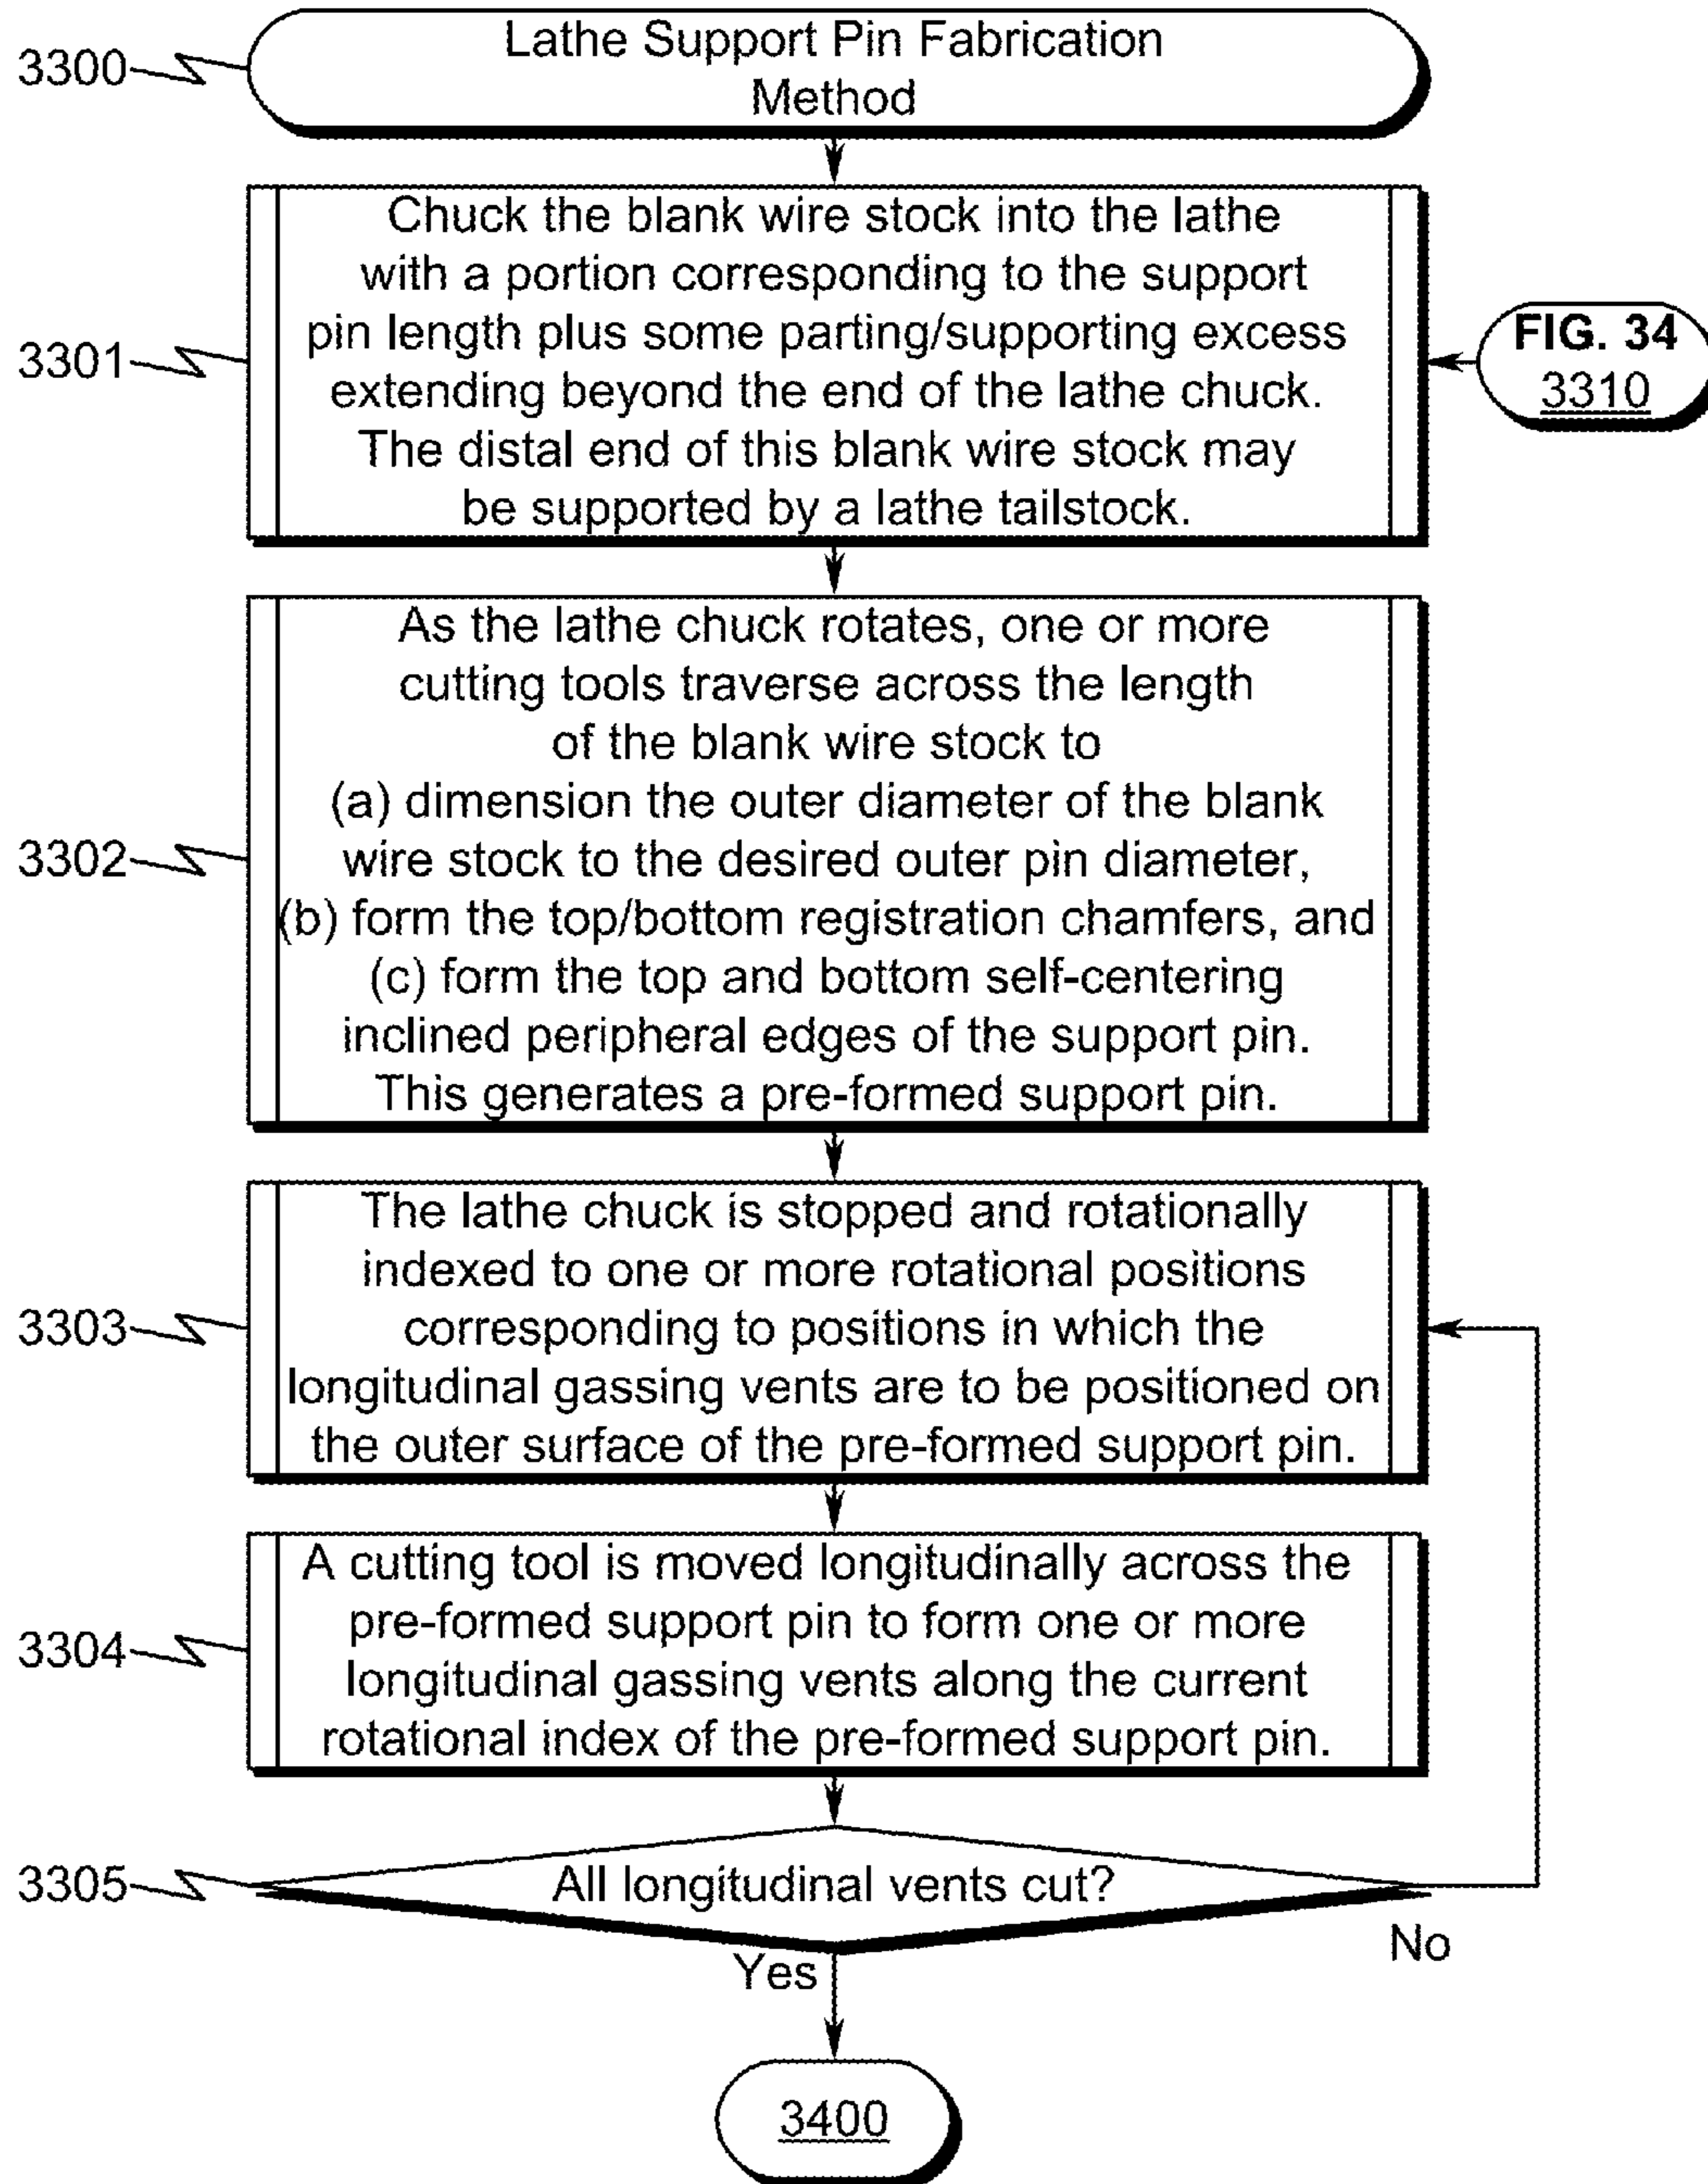 3300
Lathe Support Pin Fabrication
Method
3301
Chuck the blank wire stock into the lathe
with a portion corresponding to the support
pin length plus some parting/supporting excess
extending beyond the end of the lathe chuck.
The distal end of this blank wire stock may
be supported by a lathe tailstock.
FIG. 34
3310
3302
As the lathe chuck rotates, one or more
cutting tools traverse across the length
of the blank wire stock to
(a) dimension the outer diameter of the blank
wire stock to the desired outer pin diameter,
(b) form the top/bottom registration chamfers, and
(c) form the top and bottom self-centering
inclined peripheral edges of the support pin.
This generates a pre-formed support pin.
3303
The lathe chuck is stopped and rotationally
indexed to one or more rotational positions
corresponding to positions in which the
longitudinal gassing vents are to be positioned on
the outer surface of the pre-formed support pin.
3304
A cutting tool is moved longitudinally across the
pre-formed support pin to form one or more
longitudinal gassing vents along the current
rotational index of the pre-formed support pin.
3305
All longitudinal vents cut?
No
Yes
3400